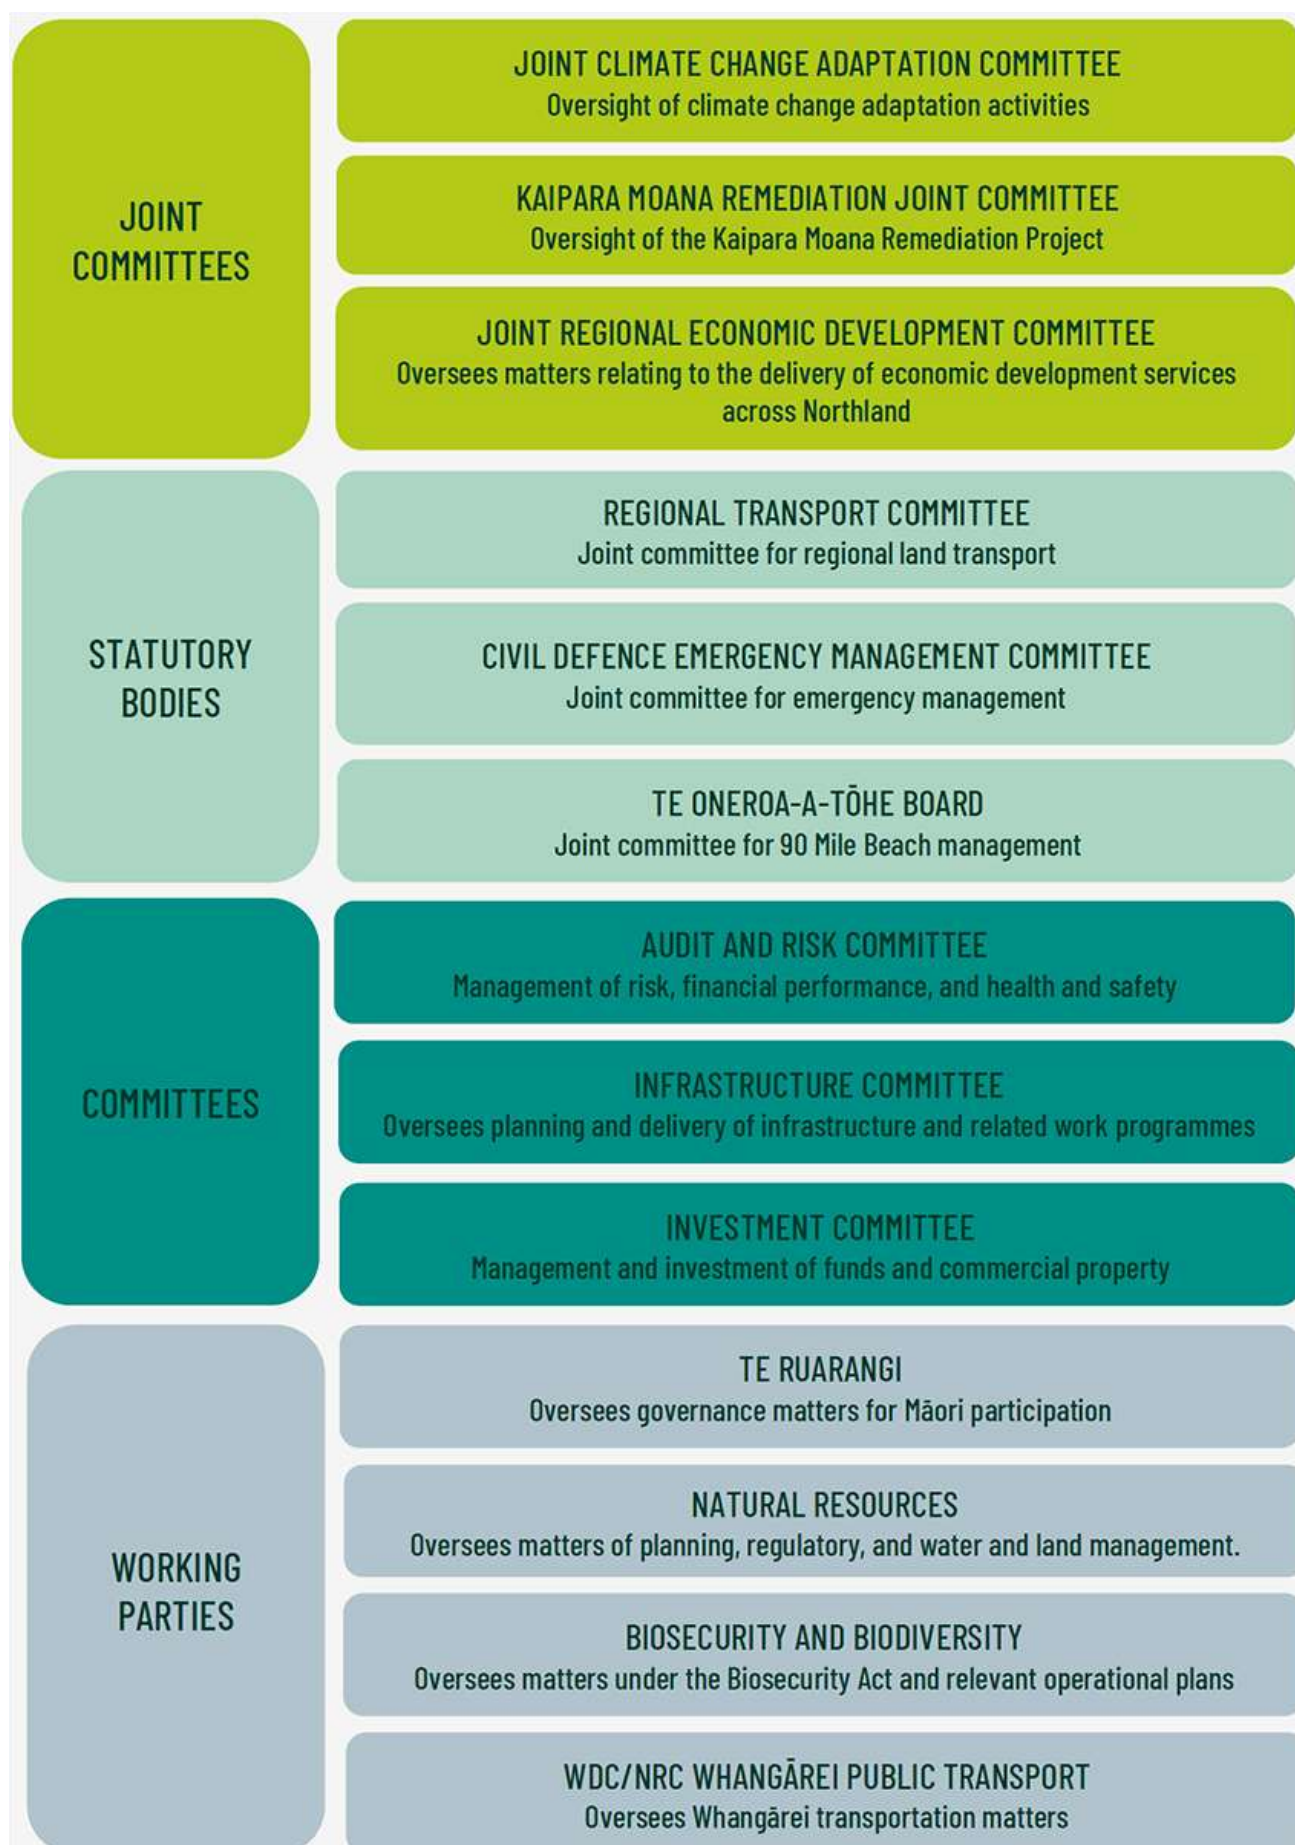 JOINT
COMMITTEES
JOINT CLIMATE CHANGE ADAPTATION COMMITTEE
Oversight of climate change adaptation activities
KAIPARA MOANA REMEDIATION JOINT COMMITTEE
Oversight of the Kaipara Moana Remediation Project
JOINT REGIONAL ECONOMIC DEVELOPMENT COMMITTEE
Oversees matters relating to the delivery of economic development services
across Northland
STATUTORY
BODIES
REGIONAL TRANSPORT COMMITTEE
Joint committee for regional land transport
CIVIL DEFENCE EMERGENCY MANAGEMENT COMMITTEE
Joint committee for emergency management
TE ONEROA-A-TŌHE BOARD
Joint committee for 90 Mile Beach management
COMMITTEES
AUDIT AND RISK COMMITTEE
Management of risk, financial performance, and health and safety
INFRASTRUCTURE COMMITTEE
Oversees planning and delivery of infrastructure and related work programmes
INVESTMENT COMMITTEE
Management and investment of funds and commercial property
WORKING
PARTIES
TE RUARANGI
Oversees governance matters for Māori participation
NATURAL RESOURCES
Oversees matters of planning, regulatory, and water and land management.
BIOSECURITY AND BIODIVERSITY
Oversees matters under the Biosecurity Act and relevant operational plans
WDC/NRC WHANGĀREI PUBLIC TRANSPORT
Oversees Whangārei transportation matters